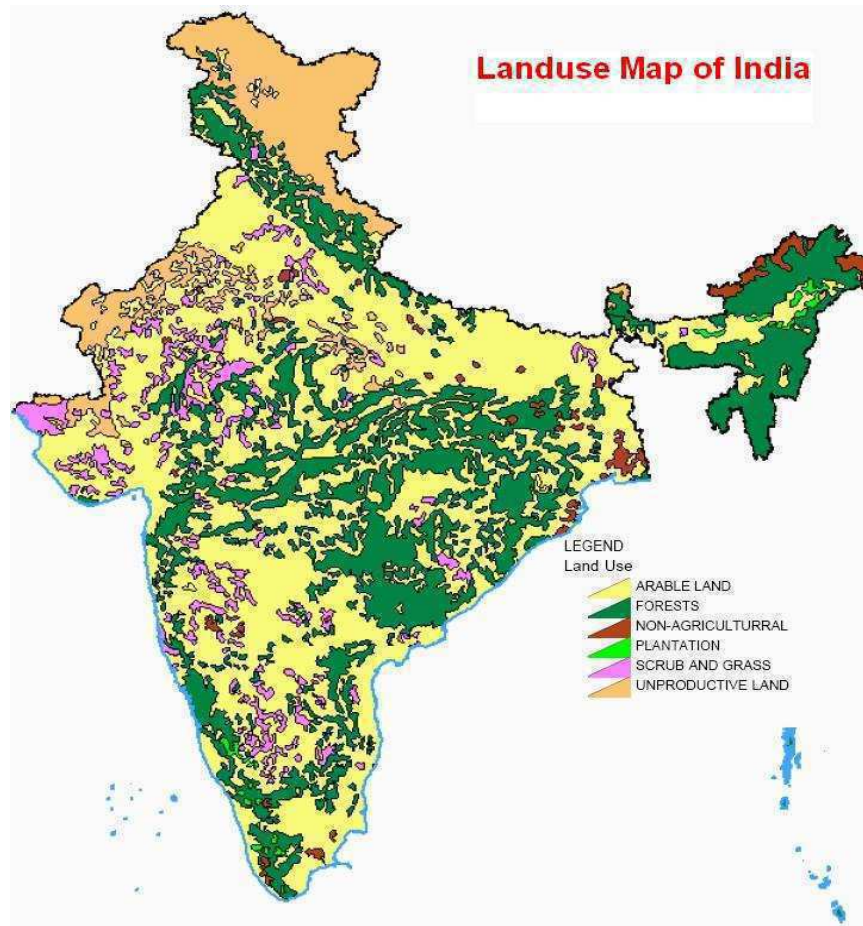 Landuse Map of India
LEGEND
Land Use
ARABLE LAND
FORESTS
NON-AGRICULTURRAL
PLANTATION
SCRUB AND GRASS
UNPRODUCTIVE LAND